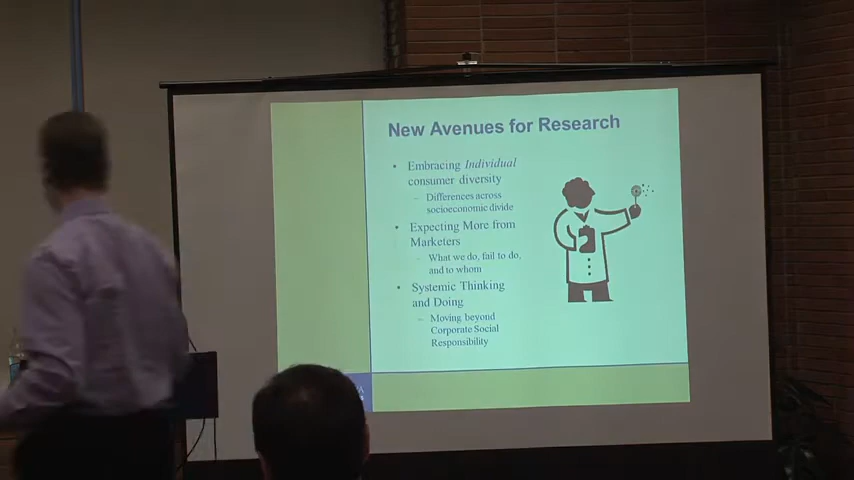 New Avenues for Research
• Embracing Individual
consumer diversity
– Differences across
socioeconomic divide
• Expecting More from
Marketers
– What we do, fail to do,
and to whom
• Systemic Thinking
and Doing
– Moving beyond
Corporate Social
Responsibility